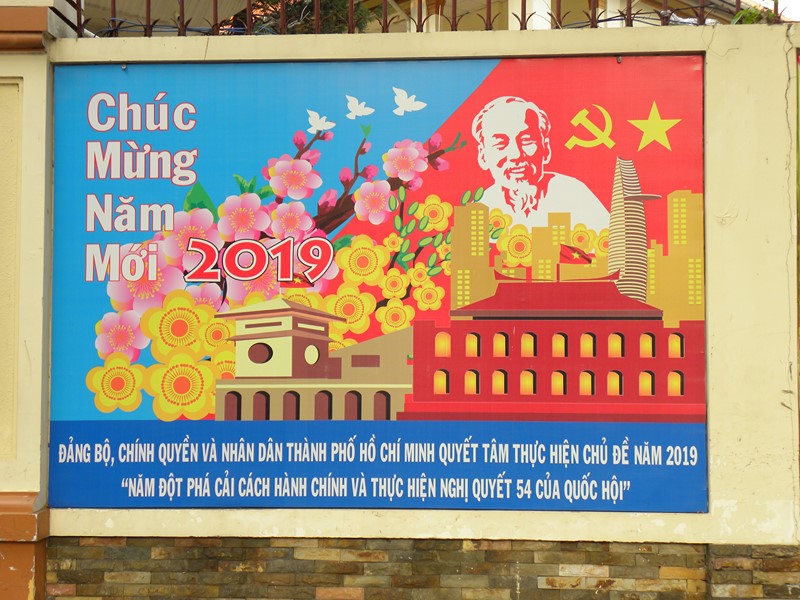 Chúc
Mừng
Năm
Mới 2019
ĐẢNG BỘ, CHÍNH QUYỀN VÀ NHÂN DÂN THÀNH PHỐ HỒ CHÍ MINH QUYẾT TÂM THỰC HIỆN CHỦ ĐỀ NĂM 2019
“NĂM ĐỘT PHÁ CẢI CÁCH HÀNH CHÍNH VÀ THỰC HIỆN NGHỊ QUYẾT 54 CỦA QUỐC HỘI”